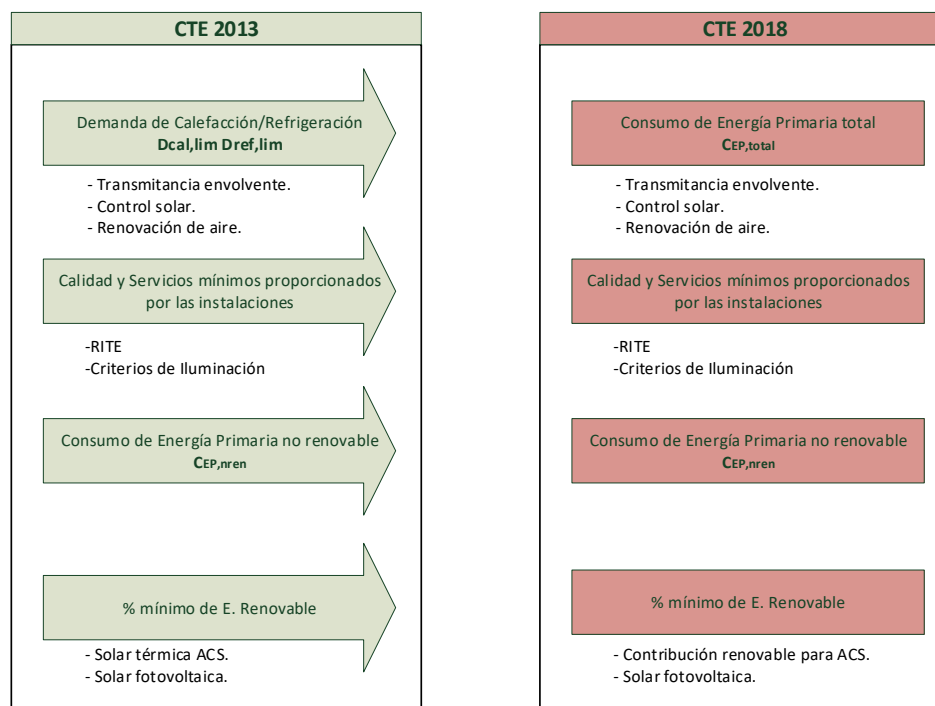 CTE 2013
Demanda de Calefacción/Refrigeración
Dcal,lim Dref,lim
- Transmitancia envolvente.
- Control solar.
- Renovación de aire.
Calidad y Servicios mínimos proporcionados
por las instalaciones
-RITE
-Criterios de Iluminación
Consumo de Energía Primaria no renovable
CEP,nren
% mínimo de E. Renovable
- Solar térmica ACS.
- Solar fotovoltaica.
CTE 2018
Consumo de Energía Primaria total
CEP,total
- Transmitancia envolvente.
- Control solar.
- Renovación de aire.
Calidad y Servicios mínimos proporcionados
por las instalaciones
-RITE
-Criterios de Iluminación
Consumo de Energía Primaria no renovable
CEP,nren
% mínimo de E. Renovable
- Contribución renovable para ACS.
- Solar fotovoltaica.